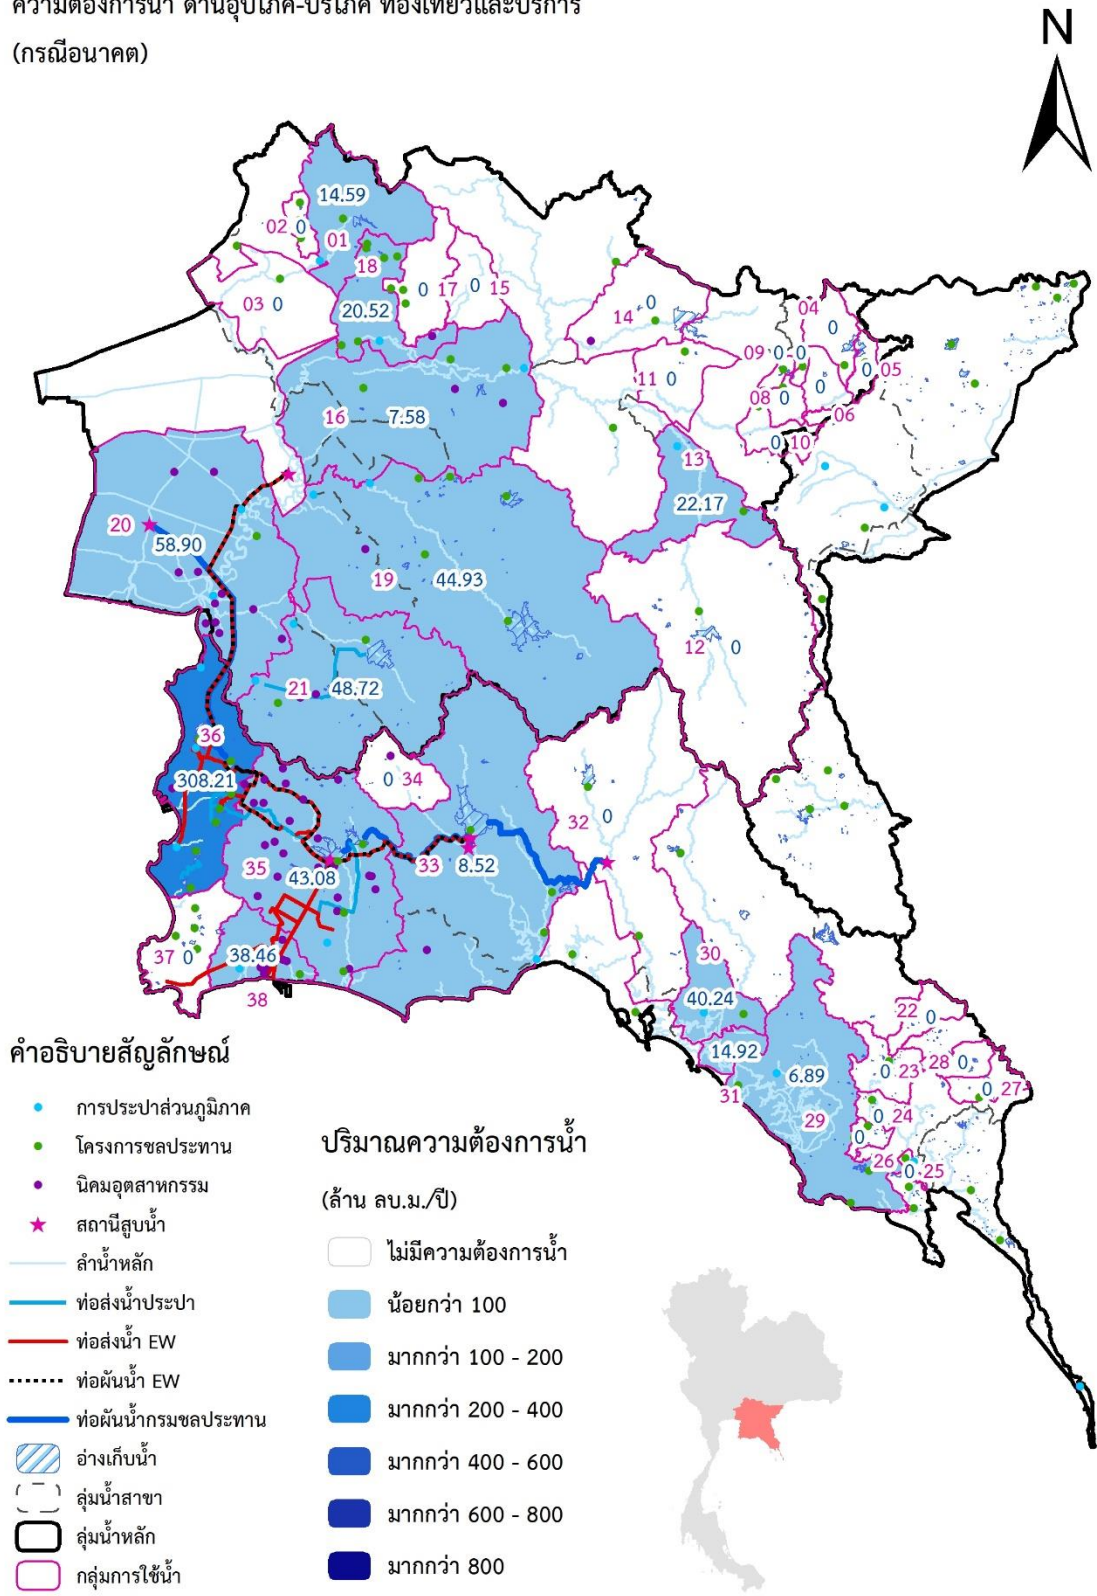 ความต้องการน้ำ ด้านอุปโภค-บริโภค ท่องเที่ยวและบริการ
(กรณีอนาคต)
N
14.59
02 0
01
18
03 0
20.52
0 17 0 15
0
14
04
0
09 0 0
0 05
11 0
08 0
0
06
0 10
16 7.58
13
22.17
20
58.90
19 44.93
12 0
21 48.72
36
308.21
0 34
32 0
35
43.08
33 8.52
37 0
38.46
38
30
40.24
14.92
31
6.89
29
22 0
0 23 28 0
0 27
0 24
0
26 0 25
คำอธิบายสัญลักษณ์
การประปาส่วนภูมิภาค
โครงการชลประทาน
นิคมอุตสาหกรรม
สถานีสูบน้ำ
ลำน้ำหลัก
ท่อส่งน้ำประปา
ท่อส่งน้ำ EW
ท่อผันน้ำ EW
ท่อผันน้ำกรมชลประทาน
อ่างเก็บน้ำ
ลุ่มน้ำสาขา
ลุ่มน้ำหลัก
กลุ่มการใช้น้ำ
ปริมาณความต้องการน้ำ
(ล้าน ลบ.ม./ปี)
ไม่มีความต้องการน้ำ
น้อยกว่า 100
มากกว่า 100 - 200
มากกว่า 200 - 400
มากกว่า 400 - 600
มากกว่า 600 - 800
มากกว่า 800